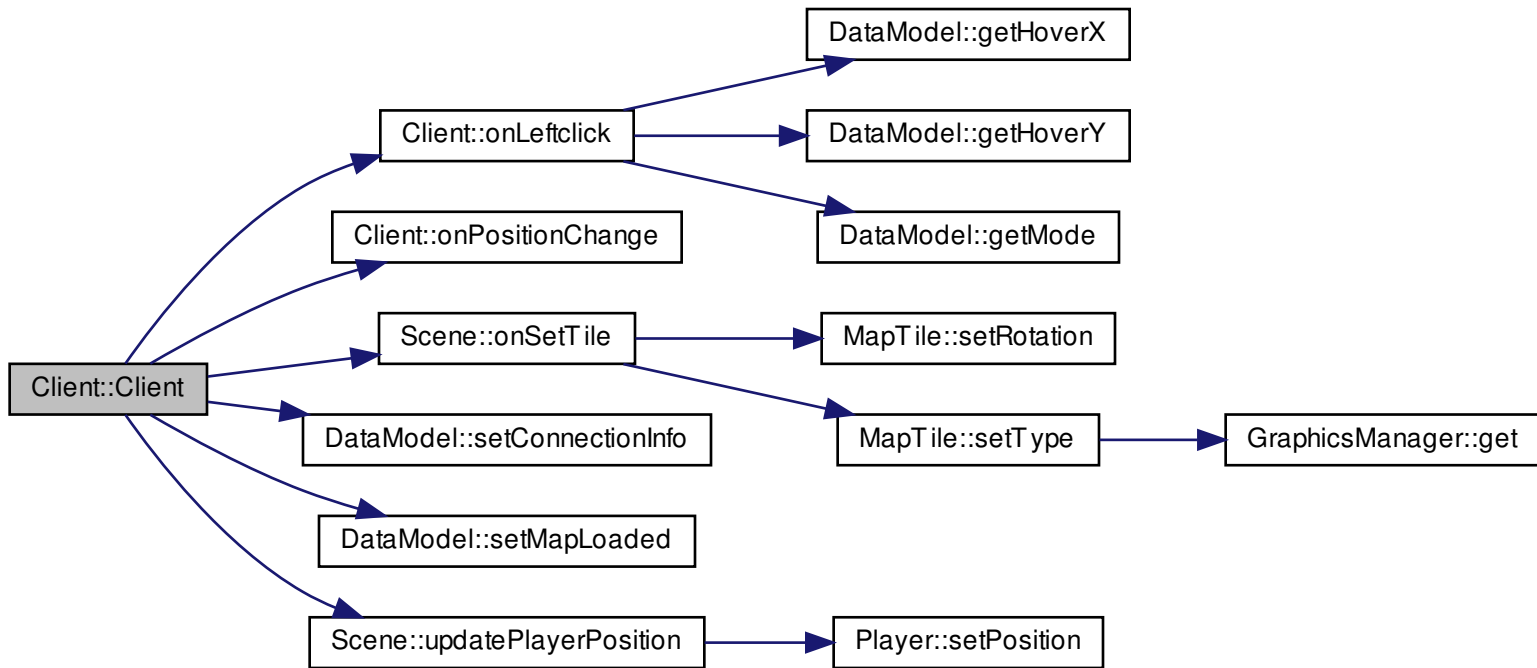 DataModel::getHoverX
Client::onLeftclick
DataModel::getHoverY
DataModel::getMode
Client::onPositionChange
Scene::onSetTile
MapTile::setRotation
Client::Client
DataModel::setConnectionInfo
MapTile::setType
GraphicsManager::get
DataModel::setMapLoaded
Scene::updatePlayerPosition
Player::setPosition